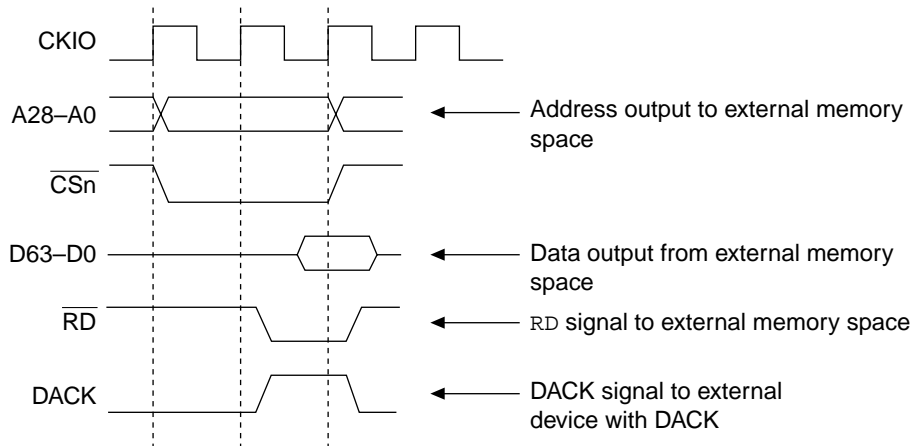 CKIO
A28–A0
Address output to external memory
space
CSn
D63–D0
Data output from external memory
space
RD
RD signal to external memory space
DACK
DACK signal to external
device with DACK